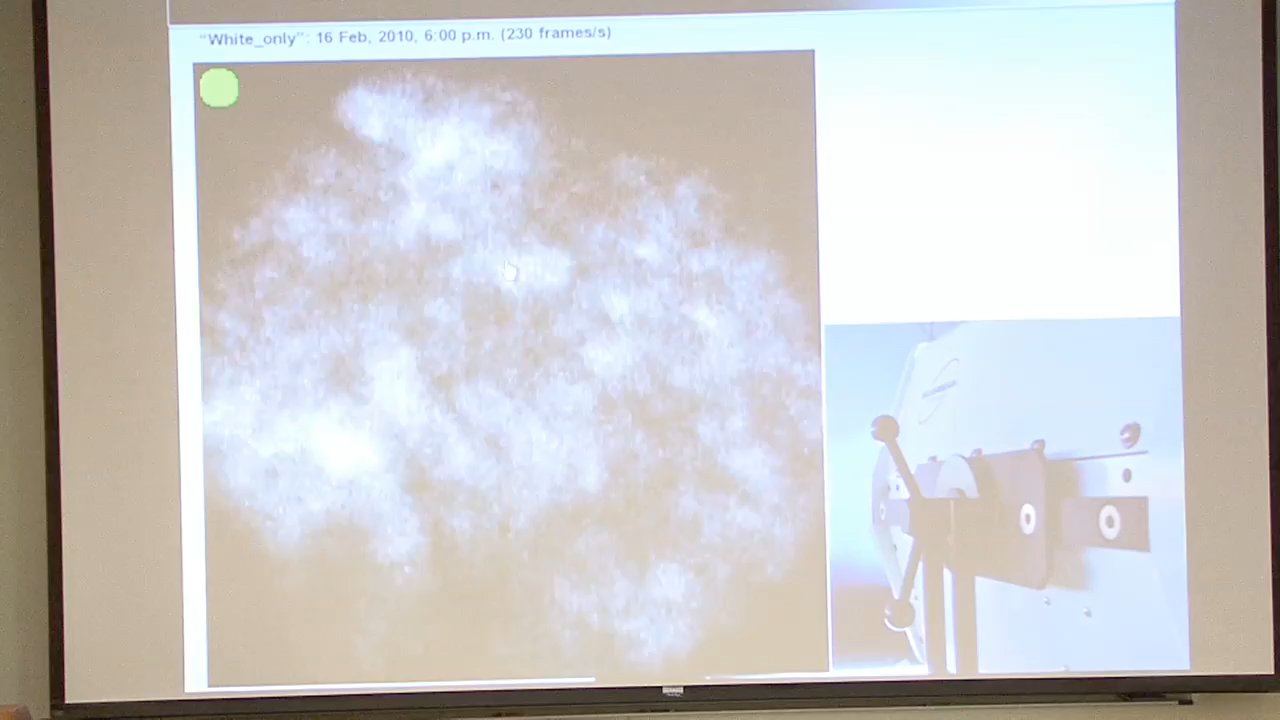 "White_only": 16 Feb, 2010, 6:00 p.m. (230 frames/s)